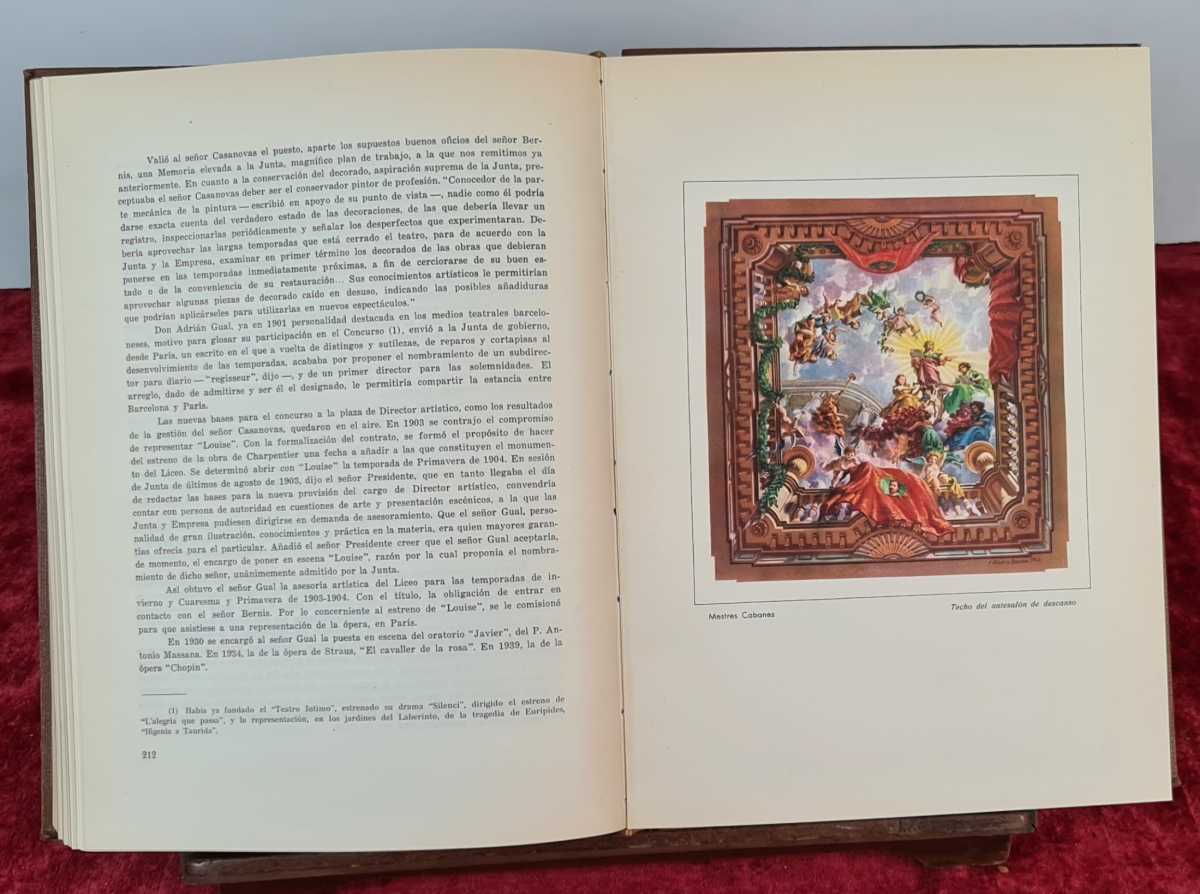 Valió al señor Casanovas el puesto, aparte los supuestos buenos oficios del señor Ber-
nis, una Memoria elevada a la Junta, magnífico plan de trabajo, a la que nos remitimos ya
anteriormente. En cuanto a la conservación del decorado, aspiración suprema de la Junta, pre-
ceptuaba el señor Casanovas deber ser el conservador pintor de profesión. "Conocedor de la par-
te mecánica de la pintura — escribió en apoyo de su punto de vista —, nadie como él podría
darse exacta cuenta del verdadero estado de las decoraciones, de las que debería llevar un
registro, inspeccionarlas periódicamente y señalar los desperfectos que experimentaran. De-
bería aprovechar las largas temporadas que está cerrado el teatro, para de acuerdo con la
Junta y la Empresa, examinar en primer término los decorados de las obras que debieran
ponerse en las temporadas inmediatamente próximas, a fin de cerciorarse de su buen es-
tado o de la conveniencia de su restauración... Sus conocimientos artísticos le permitirían
aprovechar algunas piezas de decorado caído en desuso, indicando las posibles añadiduras
que podrían aplicárseles para utilizarlas en nuevos espectáculos."
Don Adrián Gual, ya en 1901 personalidad destacada en los medios teatrales barcelo-
neses, motivo para glosar su participación en el Concurso (1), envió a la Junta de gobierno,
desde París, un escrito en el que a vuelta de distingos y sutilezas, de reparos y cortapisas al
desenvolvimiento de las temporadas, acababa por proponer el nombramiento de un subdirec-
tor para diario — "regisseur", dijo —, y de un primer director para las solemnidades. El
arreglo, dado de admitirse y ser él el designado, le permitiría compartir la estancia entre
Barcelona y París.
Las nuevas bases para el concurso a la plaza de Director artístico, como los resultados
de la gestión del señor Casanovas, quedaron en el aire. En 1903 se contrajo el compromiso
de representar "Louise". Con la formalización del contrato, se formó el propósito de hacer
del estreno de la obra de Charpentier una fecha a añadir a las que constituyen el monumen-
to del Liceo. Se determinó abrir con "Louise" la temporada de Primavera de 1904. En sesión
de Junta de últimos de agosto de 1903, dijo el señor Presidente, que en tanto llegaba el día
de redactar las bases para la nueva provisión del cargo de Director artístico, convendría
contar con persona de autoridad en cuestiones de arte y presentación escénicos, a la que las
Junta y Empresa pudiesen dirigirse en demanda de asesoramiento. Que el señor Gual, perso-
nalidad de gran ilustración, conocimientos y práctica en la materia, era quien mayores garan-
tías ofrecía para el particular. Añadió el señor Presidente creer que el señor Gual aceptaría,
de momento, el encargo de poner en escena "Louise", razón por la cual proponía el nombra-
miento de dicho señor, unánimemente admitido por la Junta.
Así obtuvo el señor Gual la asesoria artística del Liceo para las temporadas de in-
vierno y Cuaresma y Primavera de 1903-1904. Con el título, la obligación de entrar en
contacto con el señor Bernis. Por lo concerniente al estreno de "Louise", se le comisionó
para que asistiese a una representación de la ópera, en París.
En 1930 se encargó al señor Gual la puesta en escena del oratorio "Javier", del P. An-
tonio Massana. En 1934, la de la ópera de Straus, "El cavaller de la rosa". En 1939, la de la
ópera "Chopin".
(1) Había ya fundado el "Teatro Intimo", estrenado su drama "Silenci", dirigido el estreno de
"L'alegria que passa", y la representación, en los jardines del Laberinto, de la tragedia de Eurípides,
"Ifigenia a Taurida".
212
Mestres Cabanes
Techo del antesalón de descanso